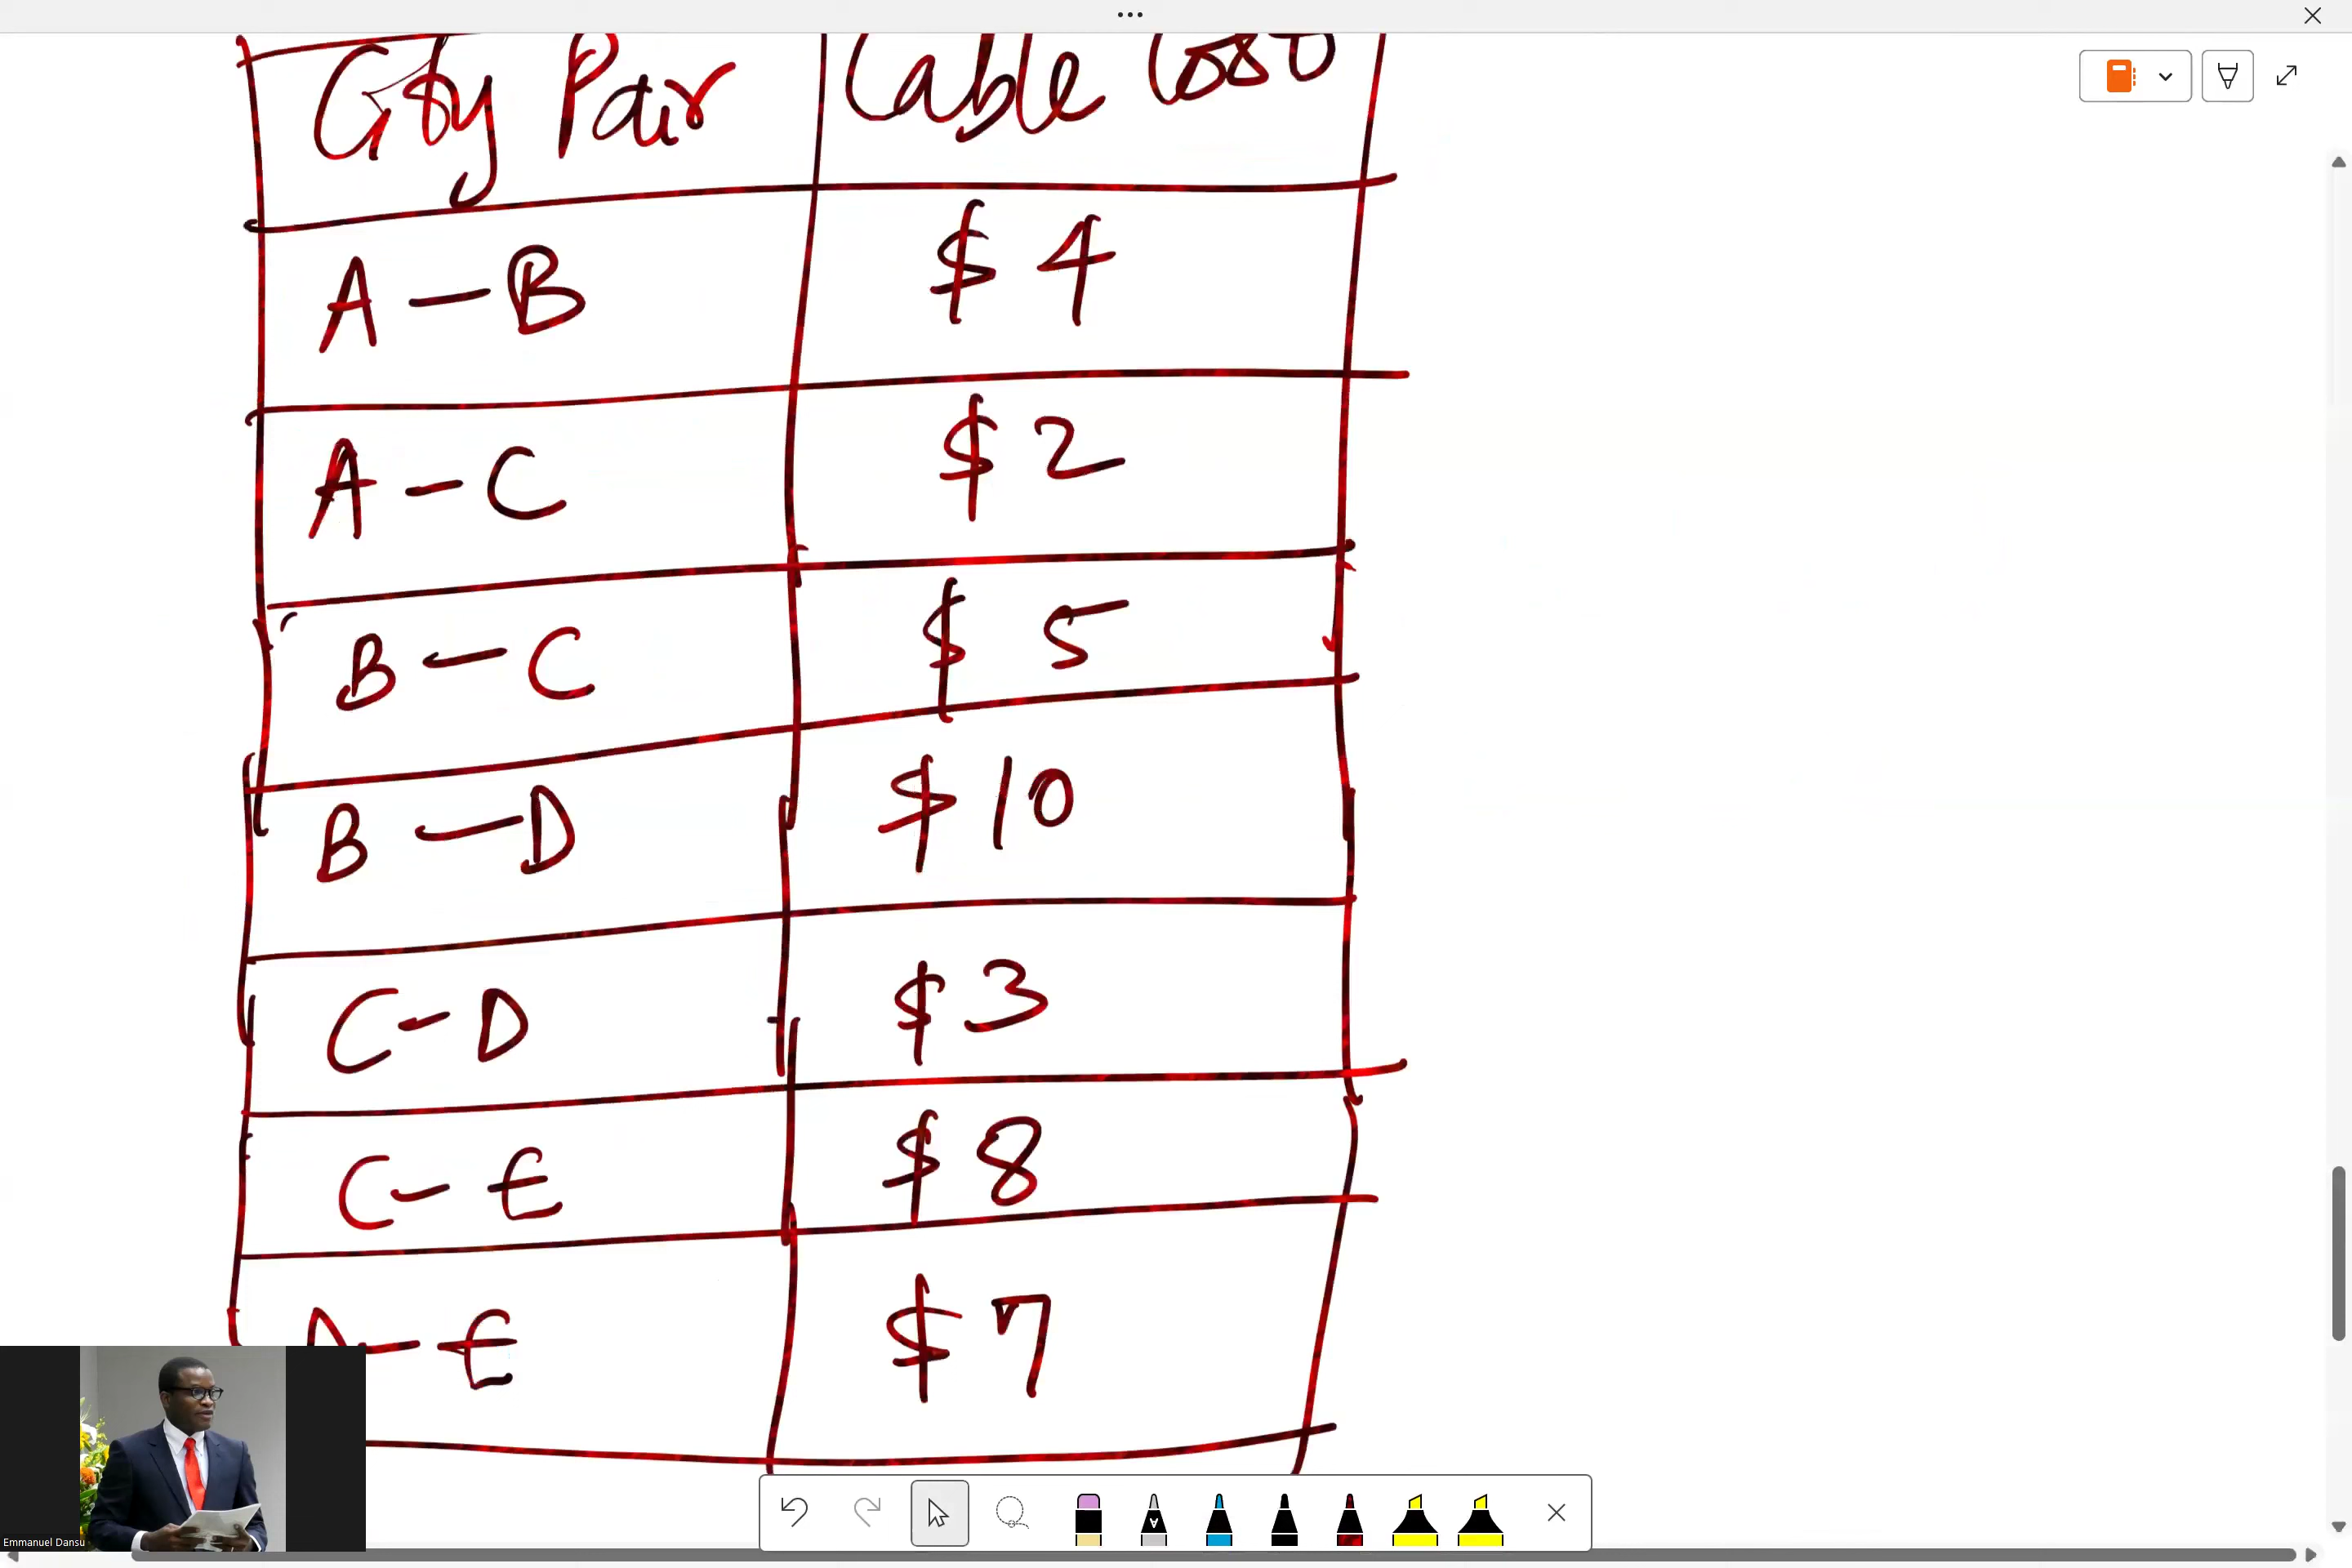 City Pair Cable Cost
A - B $ 4
A - C $ 2
B - C $ 5
B - D $ 10
C - D $ 3
C - E $ 8
- E $ 7
Emmanuel Dansu